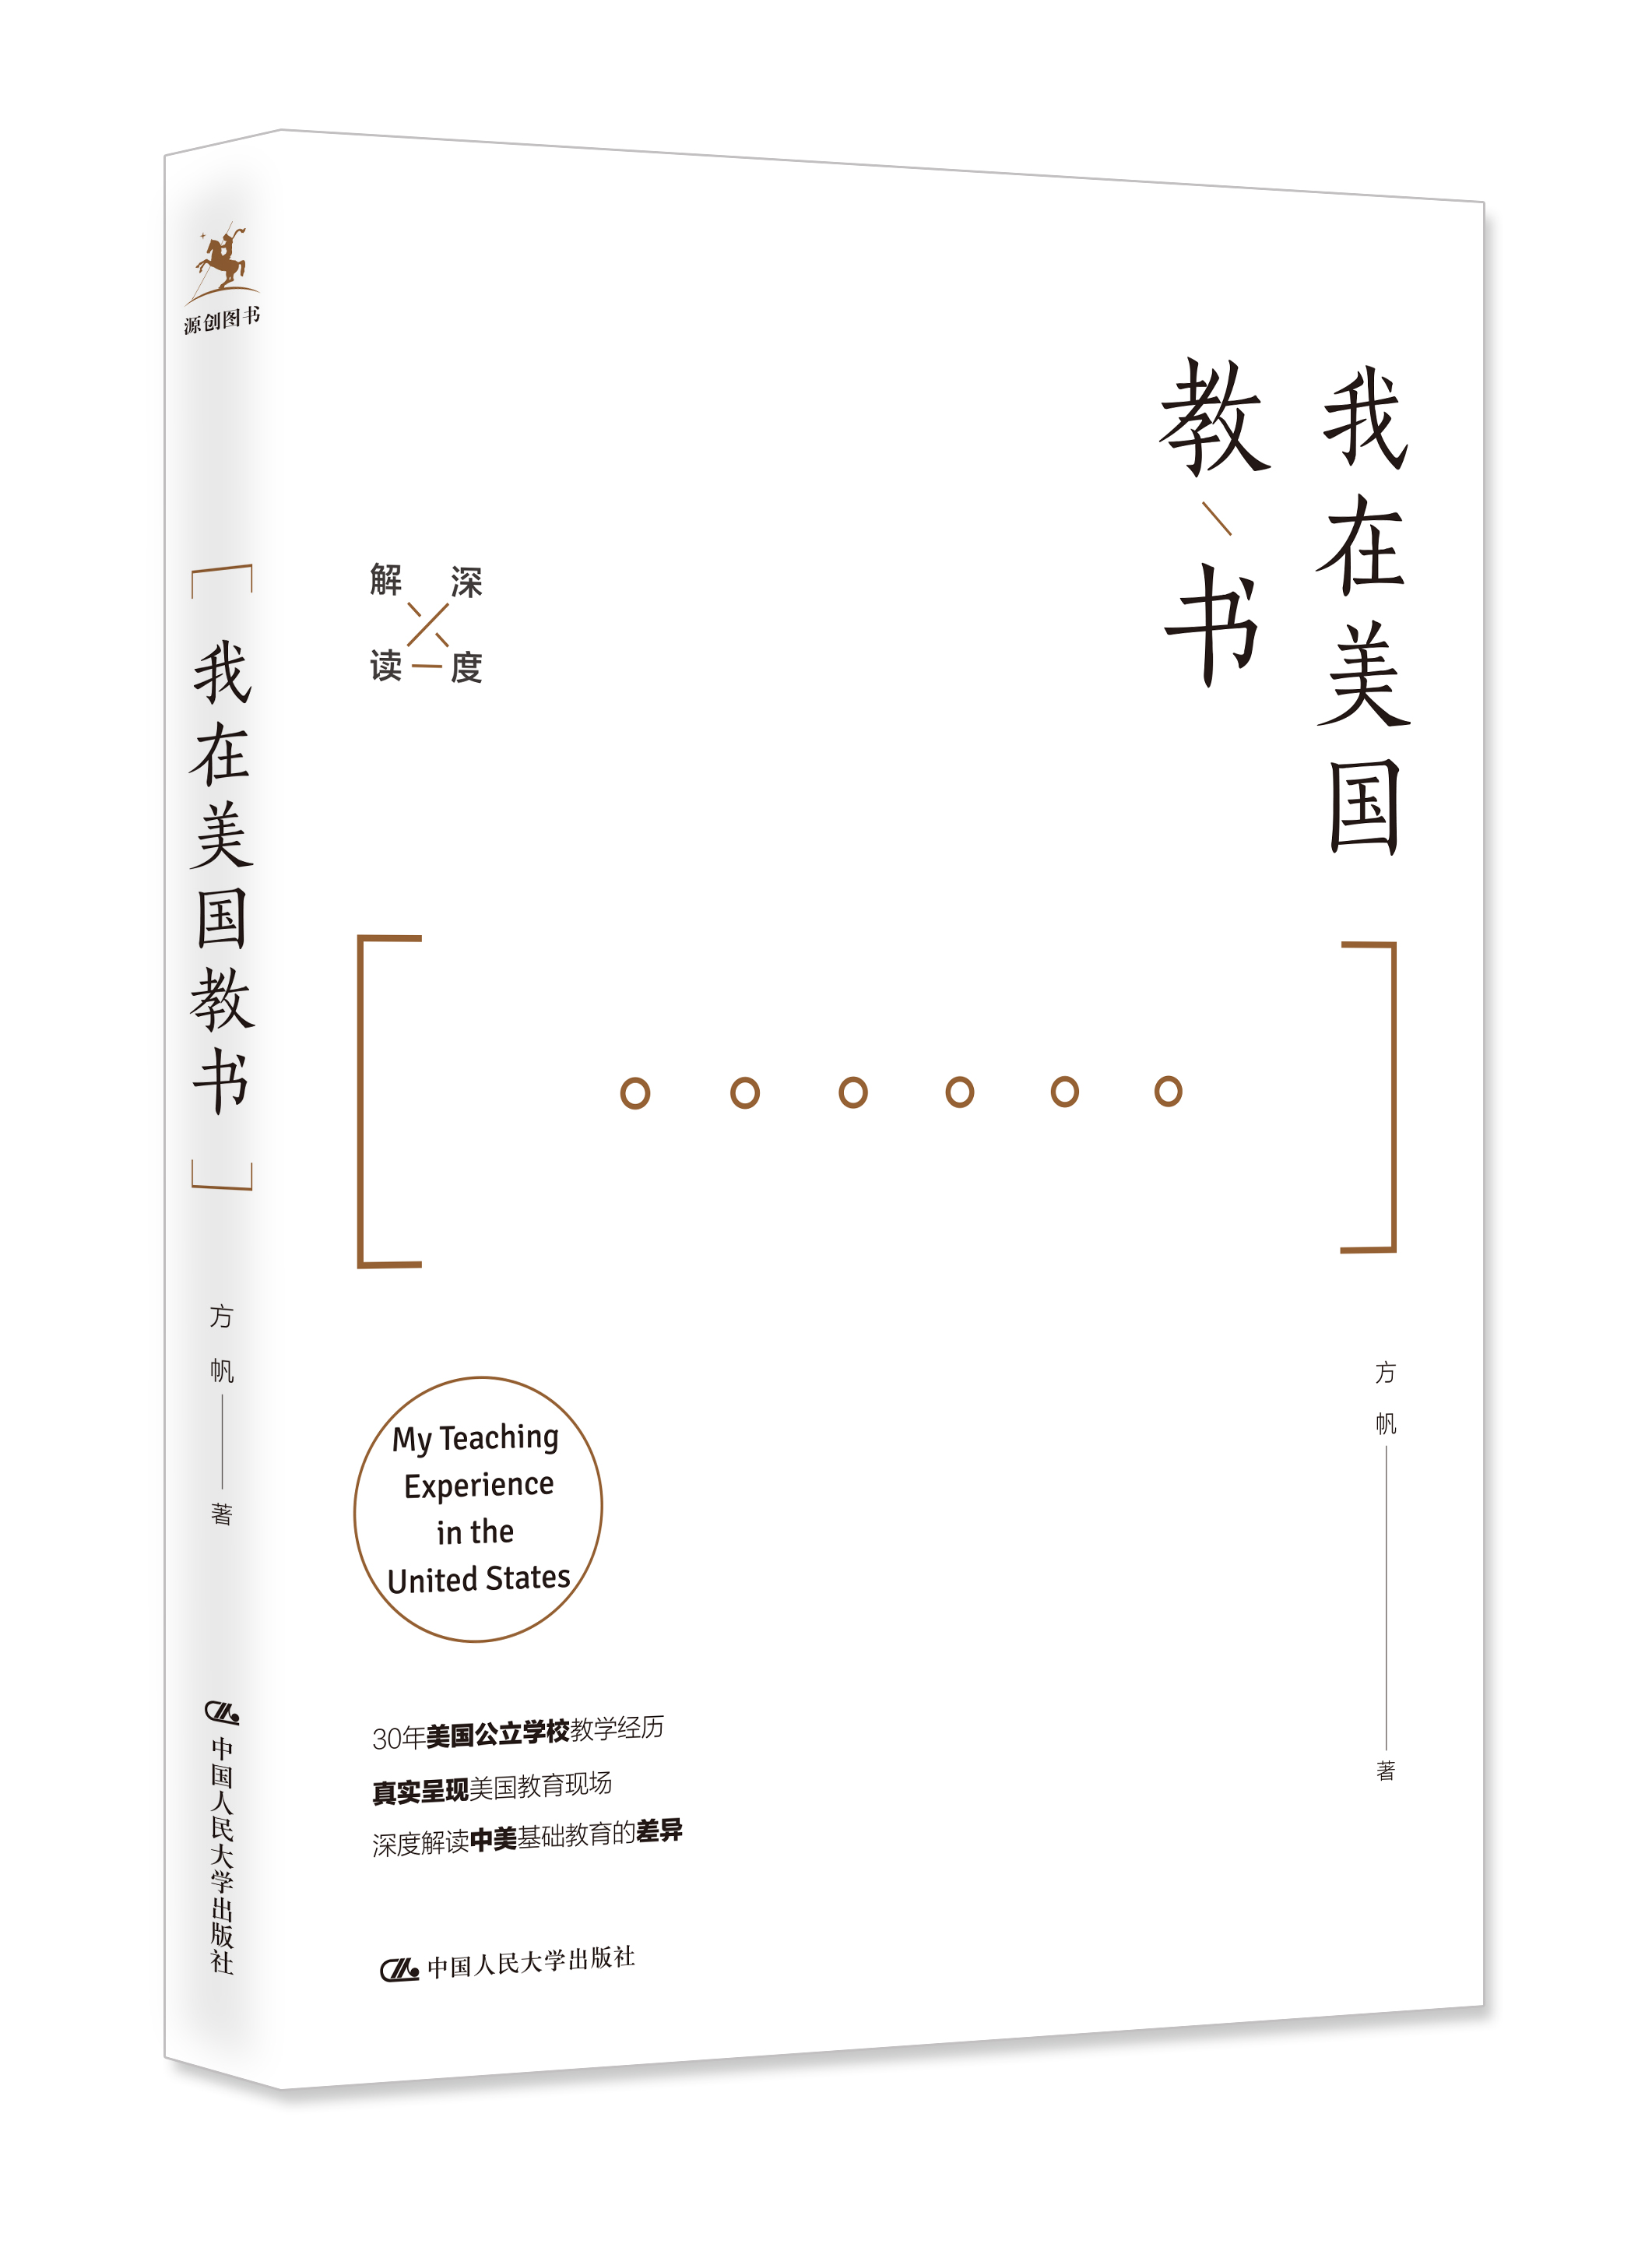 源创图书
我在美国教书
方帆 著
中国人民大学出版社
我在美国
教书
深度
解读
My Teaching
Experience
in the
United States
方帆 著
30年美国公立学校教学经历
真实呈现美国教育现场
深度解读中美基础教育的差异
中国人民大学出版社